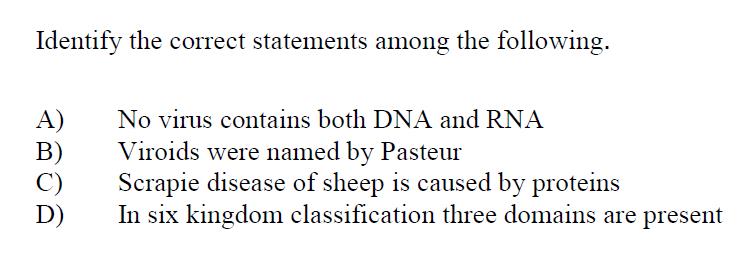 Identify the correct statements among the following.
A) No virus contains both DNA and RNA
B) Viroids were named by Pasteur
C) Scrapie disease of sheep is caused by proteins
D) In six kingdom classification three domains are present